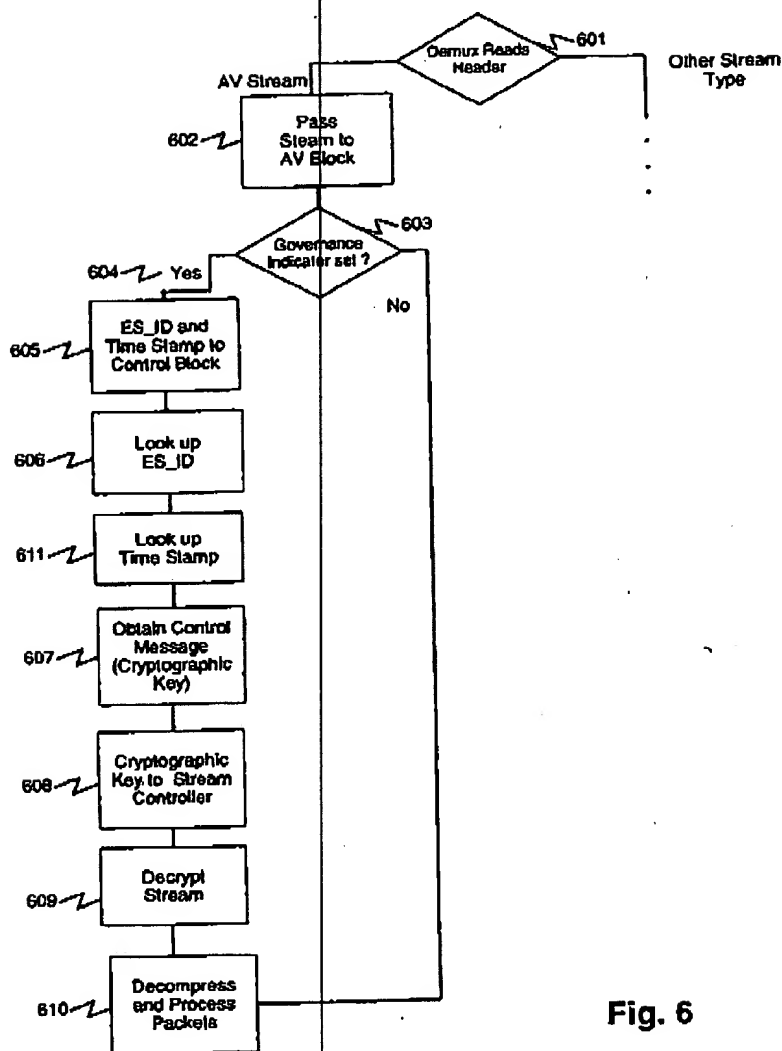 Demux Reads
Header
601
Other Stream
Type
AV Stream
Pass
Steam to
AV Block
602
603
Governance
Indicator set ?
604
Yes
No
ES_ID and
Time Stamp to
Control Block
605
Look up
ES_ID
606
Look up
Time Stamp
611
Obtain Control
Message
(Cryptographic
Key)
607
Cryptographic
Key to Stream
Controller
608
Decrypt
Stream
609
Decompress
and Process
Packets
610
Fig. 6